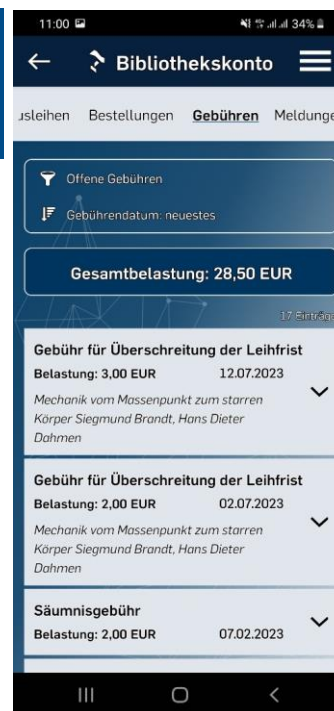 11:00 34%
Bibliothekskonto
usleihen Bestellungen Gebühren Meldunge
Offene Gebühren
Gebührendatum: neuestes
Gesamtbelastung: 28,50 EUR
17 Einträge
Gebühr für Überschreitung der Leihfrist
Belastung: 3,00 EUR 12.07.2023
Mechanik vom Massenpunkt zum starren
Körper Siegmund Brandt, Hans Dieter
Dahmen
Gebühr für Überschreitung der Leihfrist
Belastung: 2,00 EUR 02.07.2023
Mechanik vom Massenpunkt zum starren
Körper Siegmund Brandt, Hans Dieter
Dahmen
Säumnisgebühr
Belastung: 2,00 EUR 07.02.2023